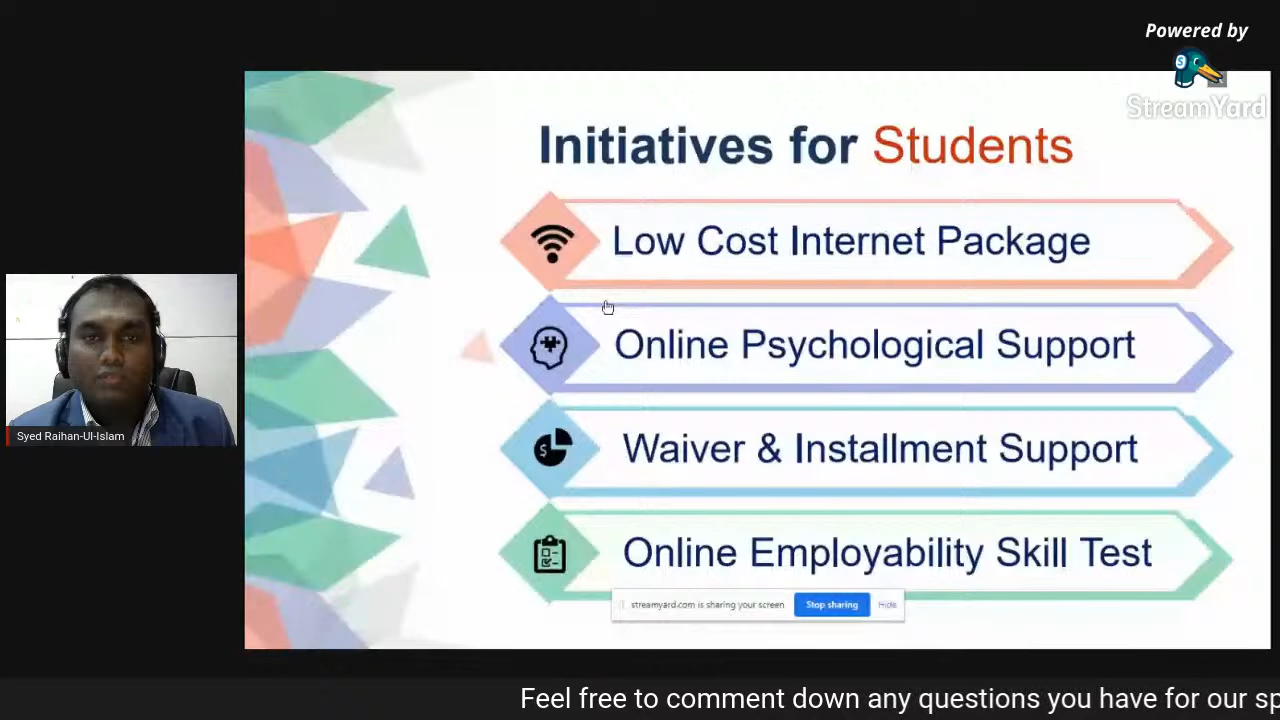 Powered by
StreamYard
Initiatives for Students
Low Cost Internet Package
Online Psychological Support
Waiver & Installment Support
Online Employability Skill Test
streamyard.com is sharing your screen Stop sharing Hide
Syed Raihan-Ul-Islam
Feel free to comment down any questions you have for our sp